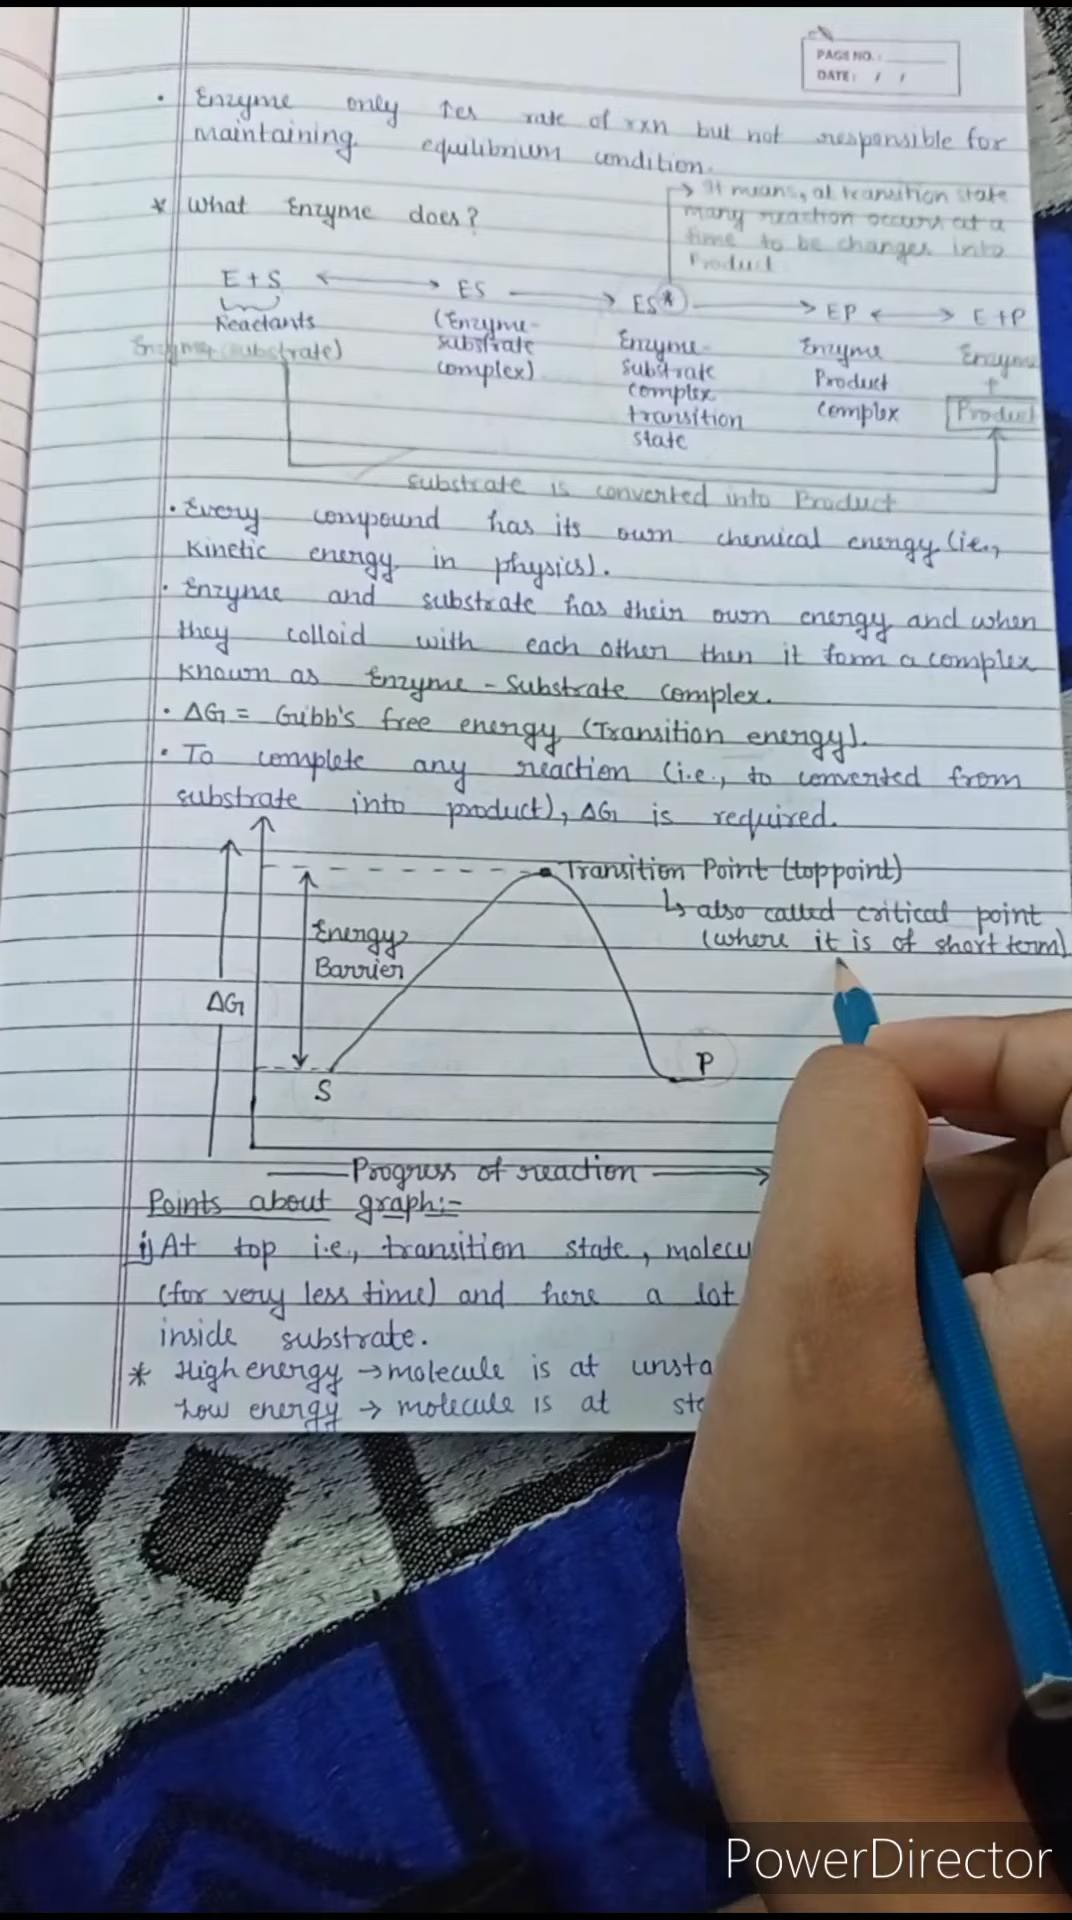 PAGE NO.:
DATE: / /
• Enzyme only ↑es rate of rxn but not responsible for
maintaining equilibrium condition.
→ It means, at transition state
many reaction occurs at a
time to be changes into
Product
* What Enzyme does?
E + S ⟷ ES ⟶ ES* ⟶ EP ⟷ E+P
Reactants
(Enzyme + substrate)
(Enzyme-
substrate
complex)
Enzyme-
substrate
complex
transition
state
Enzyme
Product
complex
Enzyme
+
Product
substrate is converted into Product
• Every compound has its own chemical energy (i.e.,
Kinetic energy in physics).
• Enzyme and substrate has their own energy and when
they colloid with each other then it form a complex
known as Enzyme - Substrate complex.
• ΔG = Gibb's free energy (Transition energy).
• To complete any reaction (i.e., to converted from
substrate into product), ΔG is required.
Transition Point (top point)
↳ also called critical point
(where it is of short term)
Energy
Barrier
ΔG
S
P
Progress of reaction
Points about graph:-
i) At top i.e., transition state, molecu
(for very less time) and here a lot
inside substrate.
* High energy → molecule is at unsta
Low energy → molecule is at sta
PowerDirector